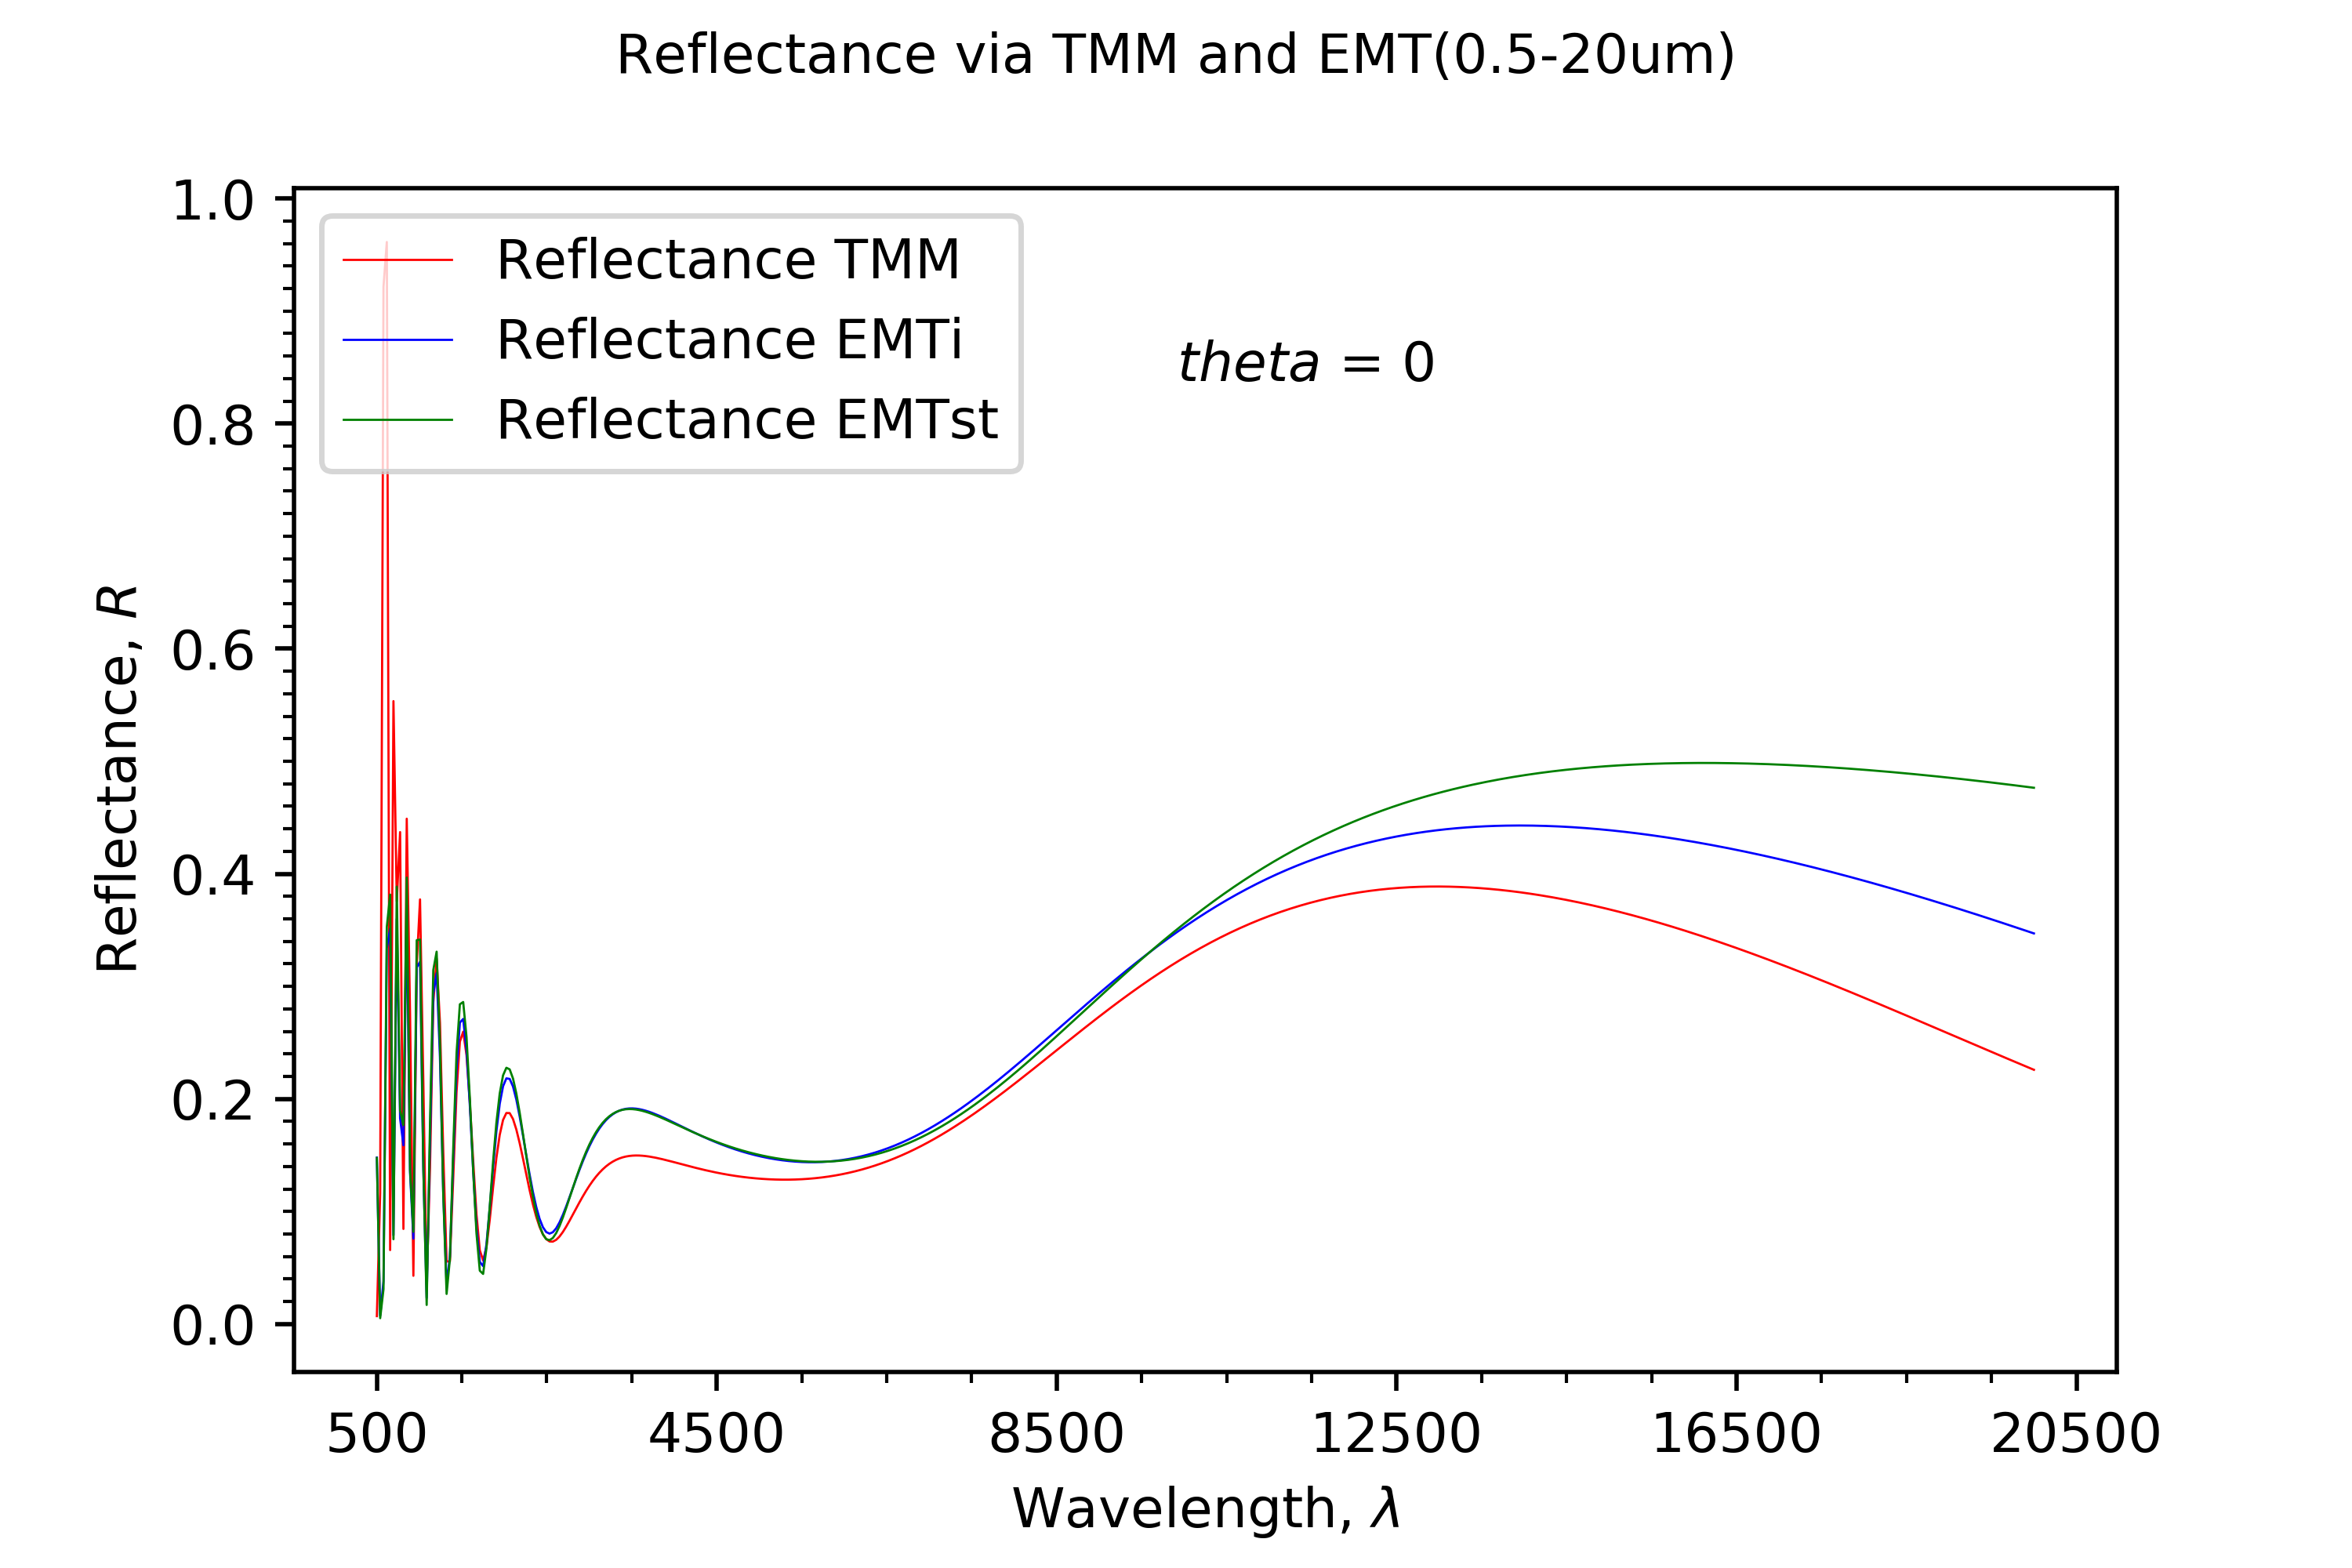 Reflectance via TMM and EMT(0.5-20um)
1.0
0.8
0.6
0.4
0.2
0.0
Reflectance, R
Reflectance TMM
Reflectance EMTi
Reflectance EMTst
theta = 0
500 4500 8500 12500 16500 20500
Wavelength, λ